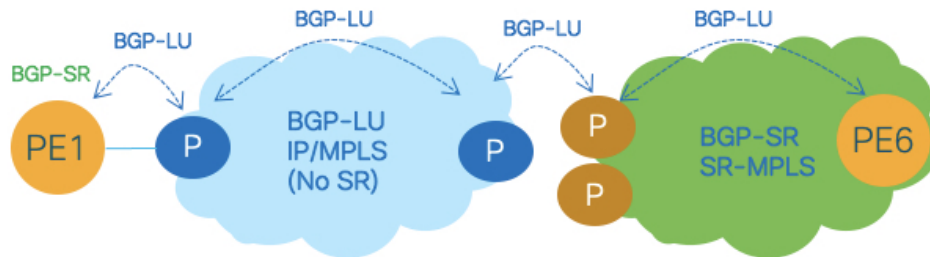 BGP-LU
BGP-LU
BGP-LU
BGP-LU
BGP-SR
PE1
P
BGP-LU
IP/MPLS
(No SR)
P
P
P
BGP-SR
SR-MPLS
PE6